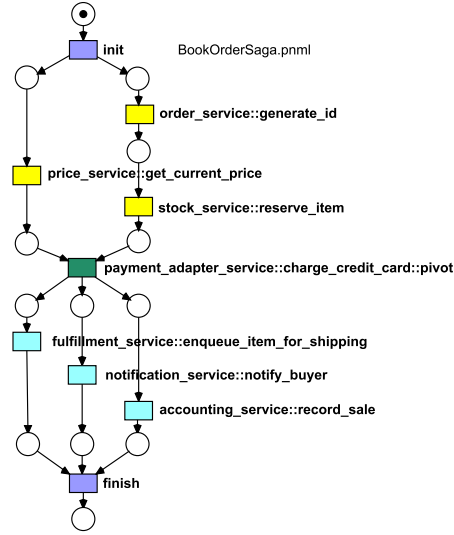 init
BookOrderSaga.pnml
order_service::generate_id
price_service::get_current_price
stock_service::reserve_item
payment_adapter_service::charge_credit_card::pivot
fulfillment_service::enqueue_item_for_shipping
notification_service::notify_buyer
accounting_service::record_sale
finish